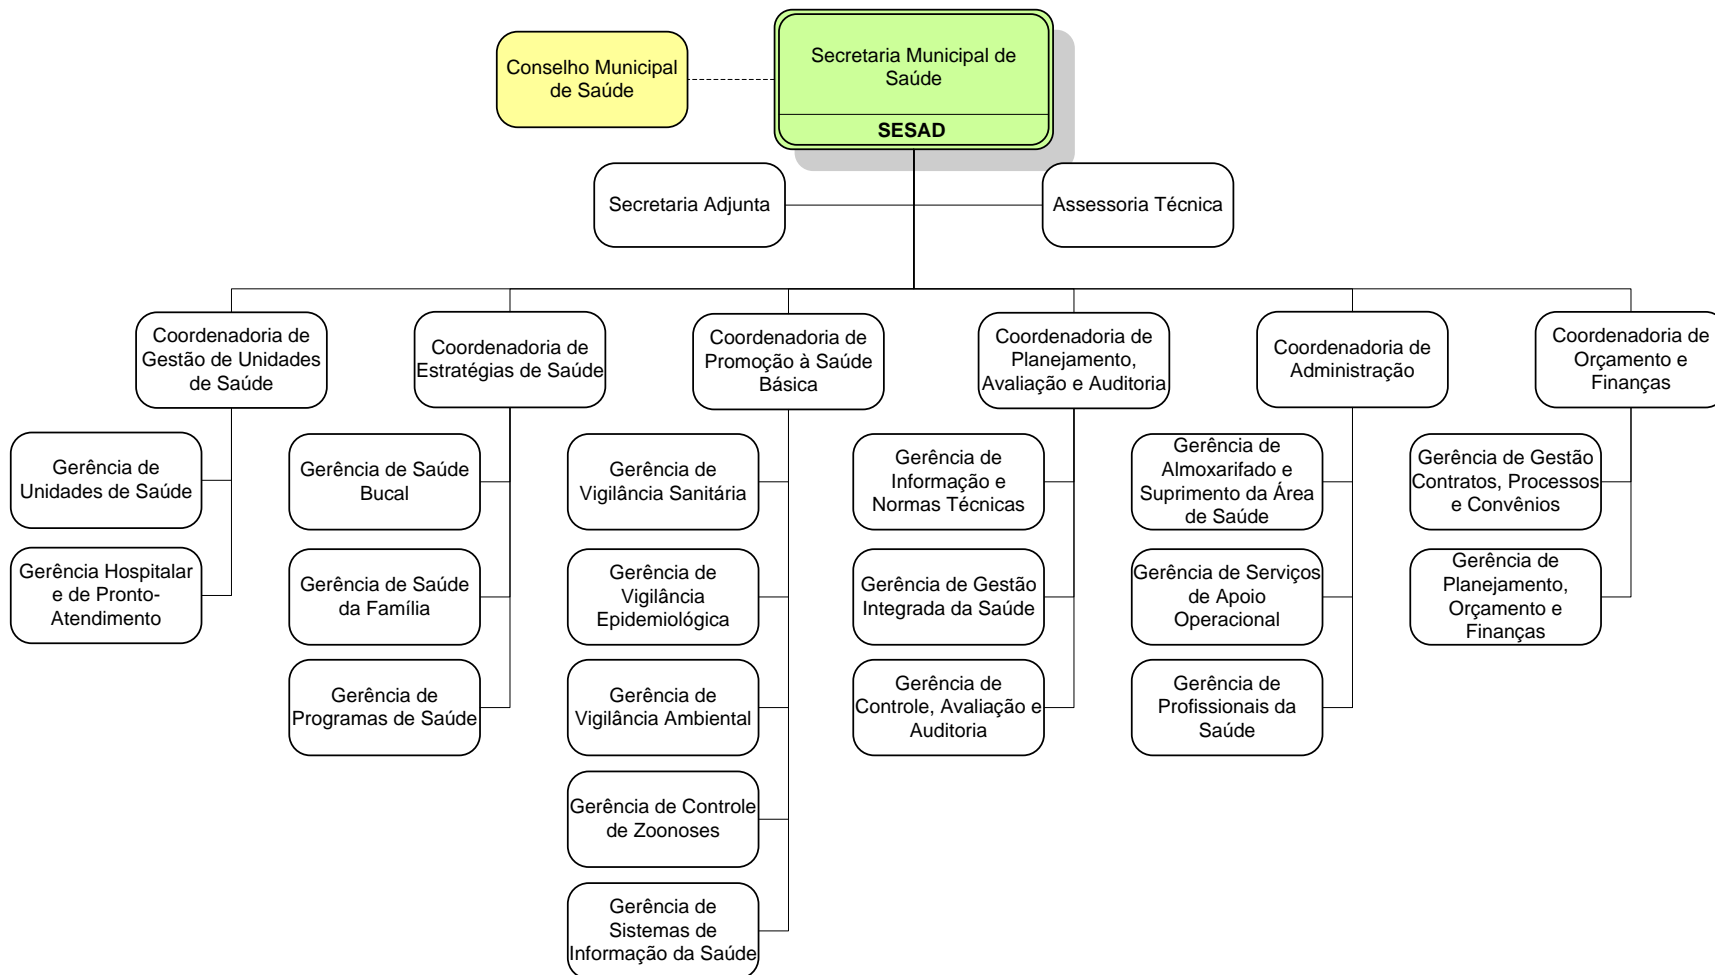 Conselho Municipal
de Saúde
Secretaria Municipal de
Saúde
SESAD
Secretaria Adjunta
Assessoria Técnica
Coordenadoria de
Gestão de Unidades
de Saúde
Coordenadoria de
Estratégias de Saúde
Coordenadoria de
Promoção à Saúde
Básica
Coordenadoria de
Planejamento,
Avaliação e Auditoria
Coordenadoria de
Administração
Coordenadoria de
Orçamento e
Finanças
Gerência de
Unidades de Saúde
Gerência Hospitalar
e de Pronto-
Atendimento
Gerência de Saúde
Bucal
Gerência de Saúde
da Família
Gerência de
Programas de Saúde
Gerência de
Vigilância Sanitária
Gerência de
Vigilância
Epidemiológica
Gerência de
Vigilância Ambiental
Gerência de Controle
de Zoonoses
Gerência de
Sistemas de
Informação da Saúde
Gerência de
Informação e
Normas Técnicas
Gerência de Gestão
Integrada da Saúde
Gerência de
Controle, Avaliação e
Auditoria
Gerência de
Almoxarifado e
Suprimento da Área
de Saúde
Gerência de Serviços
de Apoio
Operacional
Gerência de
Profissionais da
Saúde
Gerência de Gestão
Contratos, Processos
e Convênios
Gerência de
Planejamento,
Orçamento e
Finanças